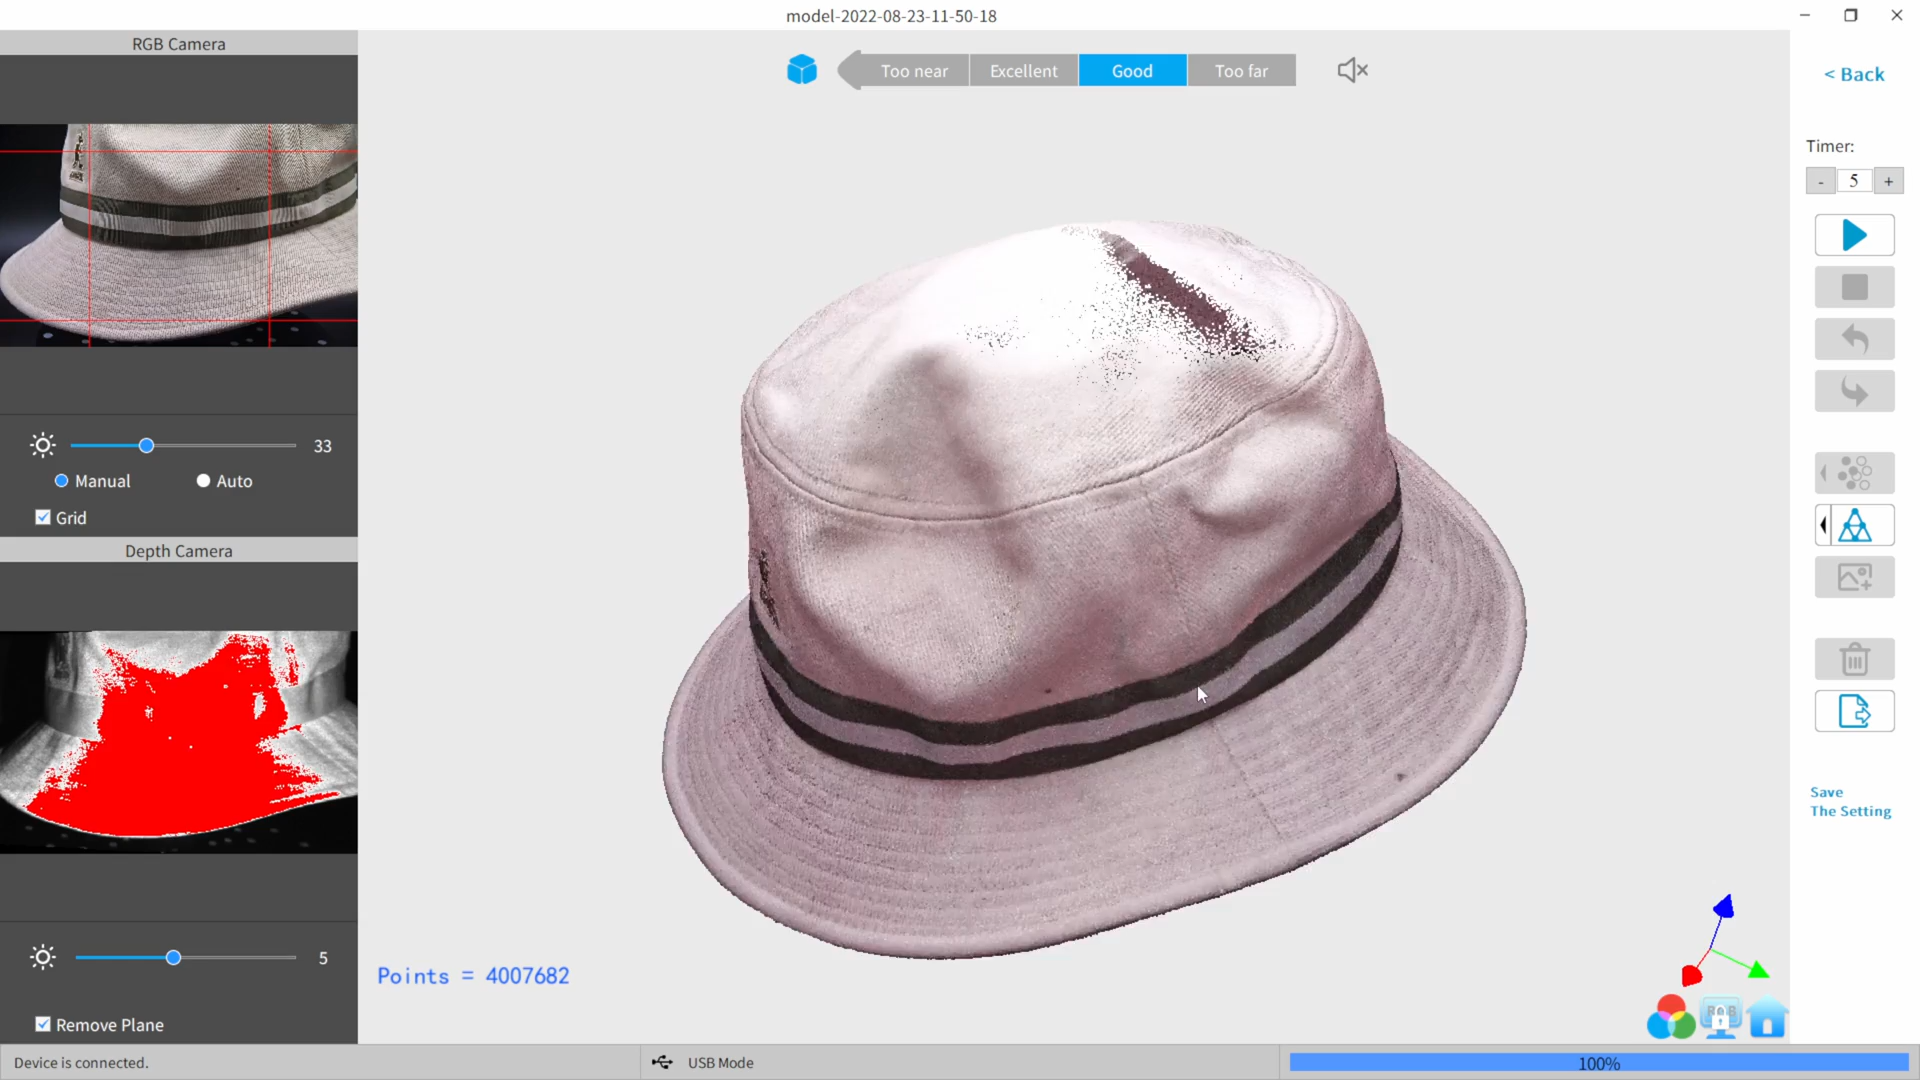 model-2022-08-23-11-50-18
RGB Camera
Too near
Excellent
Good
Too far
< Back
Timer:
- 5 +
33
Manual
Auto
Grid
Depth Camera
Save
The Setting
5
Points = 4007682
Remove Plane
RGB
Device is connected.
USB Mode
100%